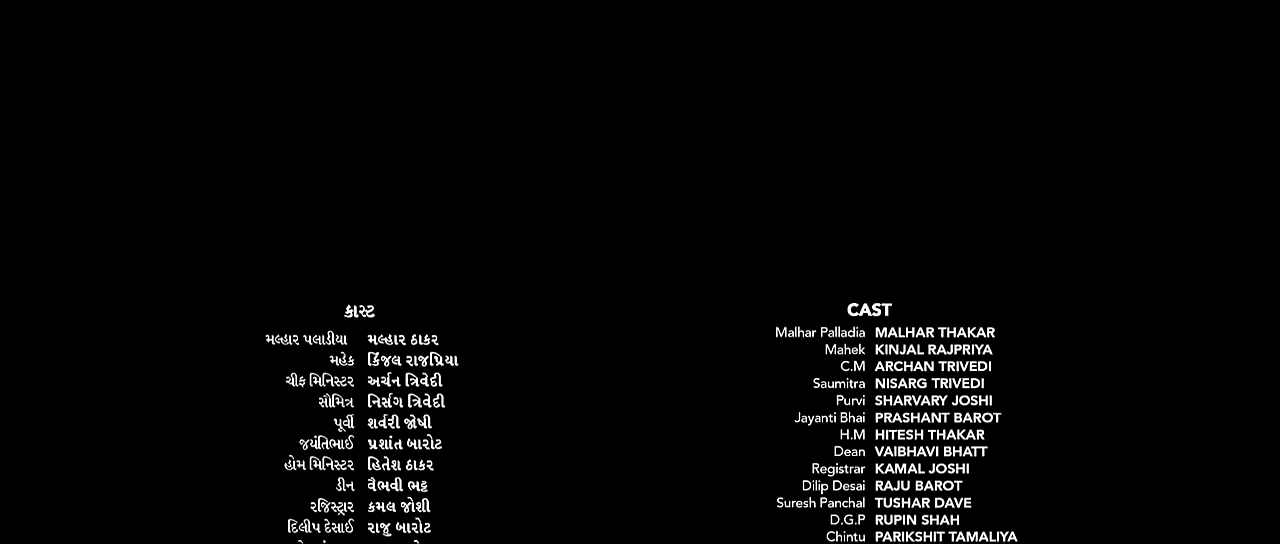 કાસ્ટ
મલ્હાર પલાડીયા મલ્હાર ઠાકર
મહેક કિંજલ રાજપ્રિયા
ચીફ મિનિસ્ટર અર્ચન ત્રિવેદી
સૌમિત્ર નિર્સગ ત્રિવેદી
પૂર્વી શર્વરી જોષી
જયંતિભાઈ પ્રશાંત બારોટ
હોમ મિનિસ્ટર હિતેશ ઠાકર
ડીન વૈભવી ભટ્ટ
રજિસ્ટ્રાર કમલ જોશી
દિલીપ દેસાઈ રાજુ બારોટ
CAST
Malhar Palladia MALHAR THAKAR
Mahek KINJAL RAJPRIYA
C.M ARCHAN TRIVEDI
Saumitra NISARG TRIVEDI
Purvi SHARVARY JOSHI
Jayanti Bhai PRASHANT BAROT
H.M HITESH THAKAR
Dean VAIBHAVI BHATT
Registrar KAMAL JOSHI
Dilip Desai RAJU BAROT
Suresh Panchal TUSHAR DAVE
D.G.P RUPIN SHAH
Chintu PARIKSHIT TAMALIYA